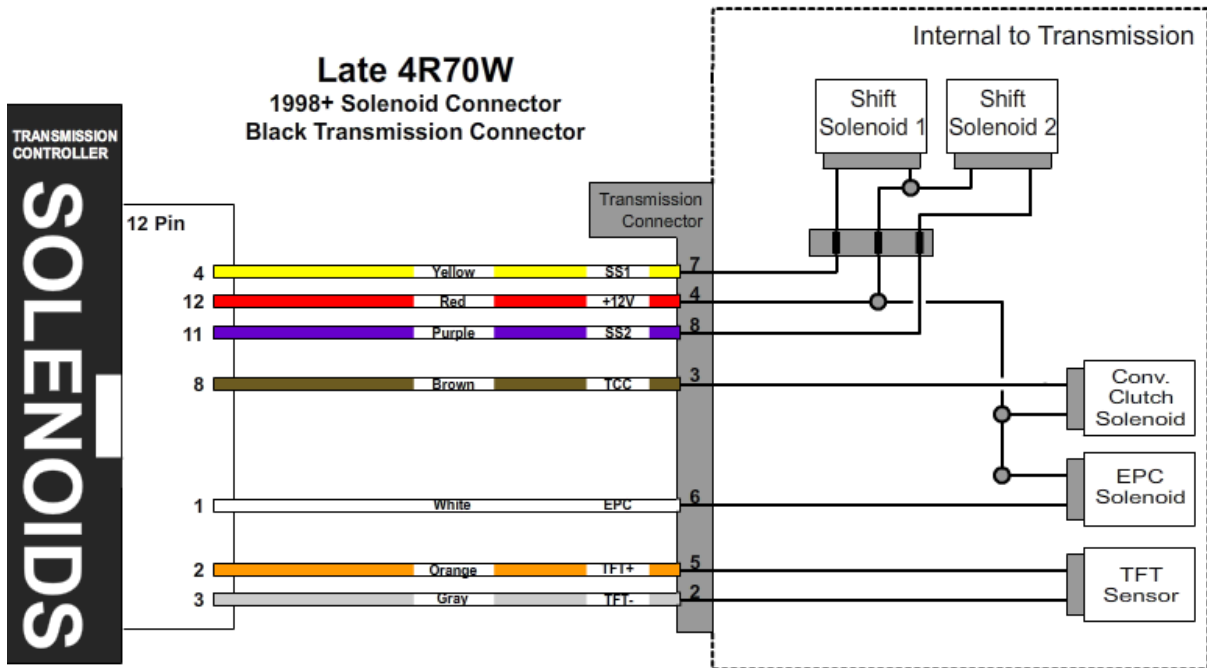 Internal to Transmission
Late 4R70W
1998+ Solenoid Connector
Black Transmission Connector
Shift
Solenoid 1
Shift
Solenoid 2
TRANSMISSION
CONTROLLER
SOLENOIDS
12 Pin
Transmission
Connector
4 Yellow SS1 7
12 Red +12V 4
11 Purple SS2 8
8 Brown TCC 3
Conv.
Clutch
Solenoid
1 White EPC 6
EPC
Solenoid
2 Orange TFT+ 5
3 Gray TFT- 2
TFT
Sensor